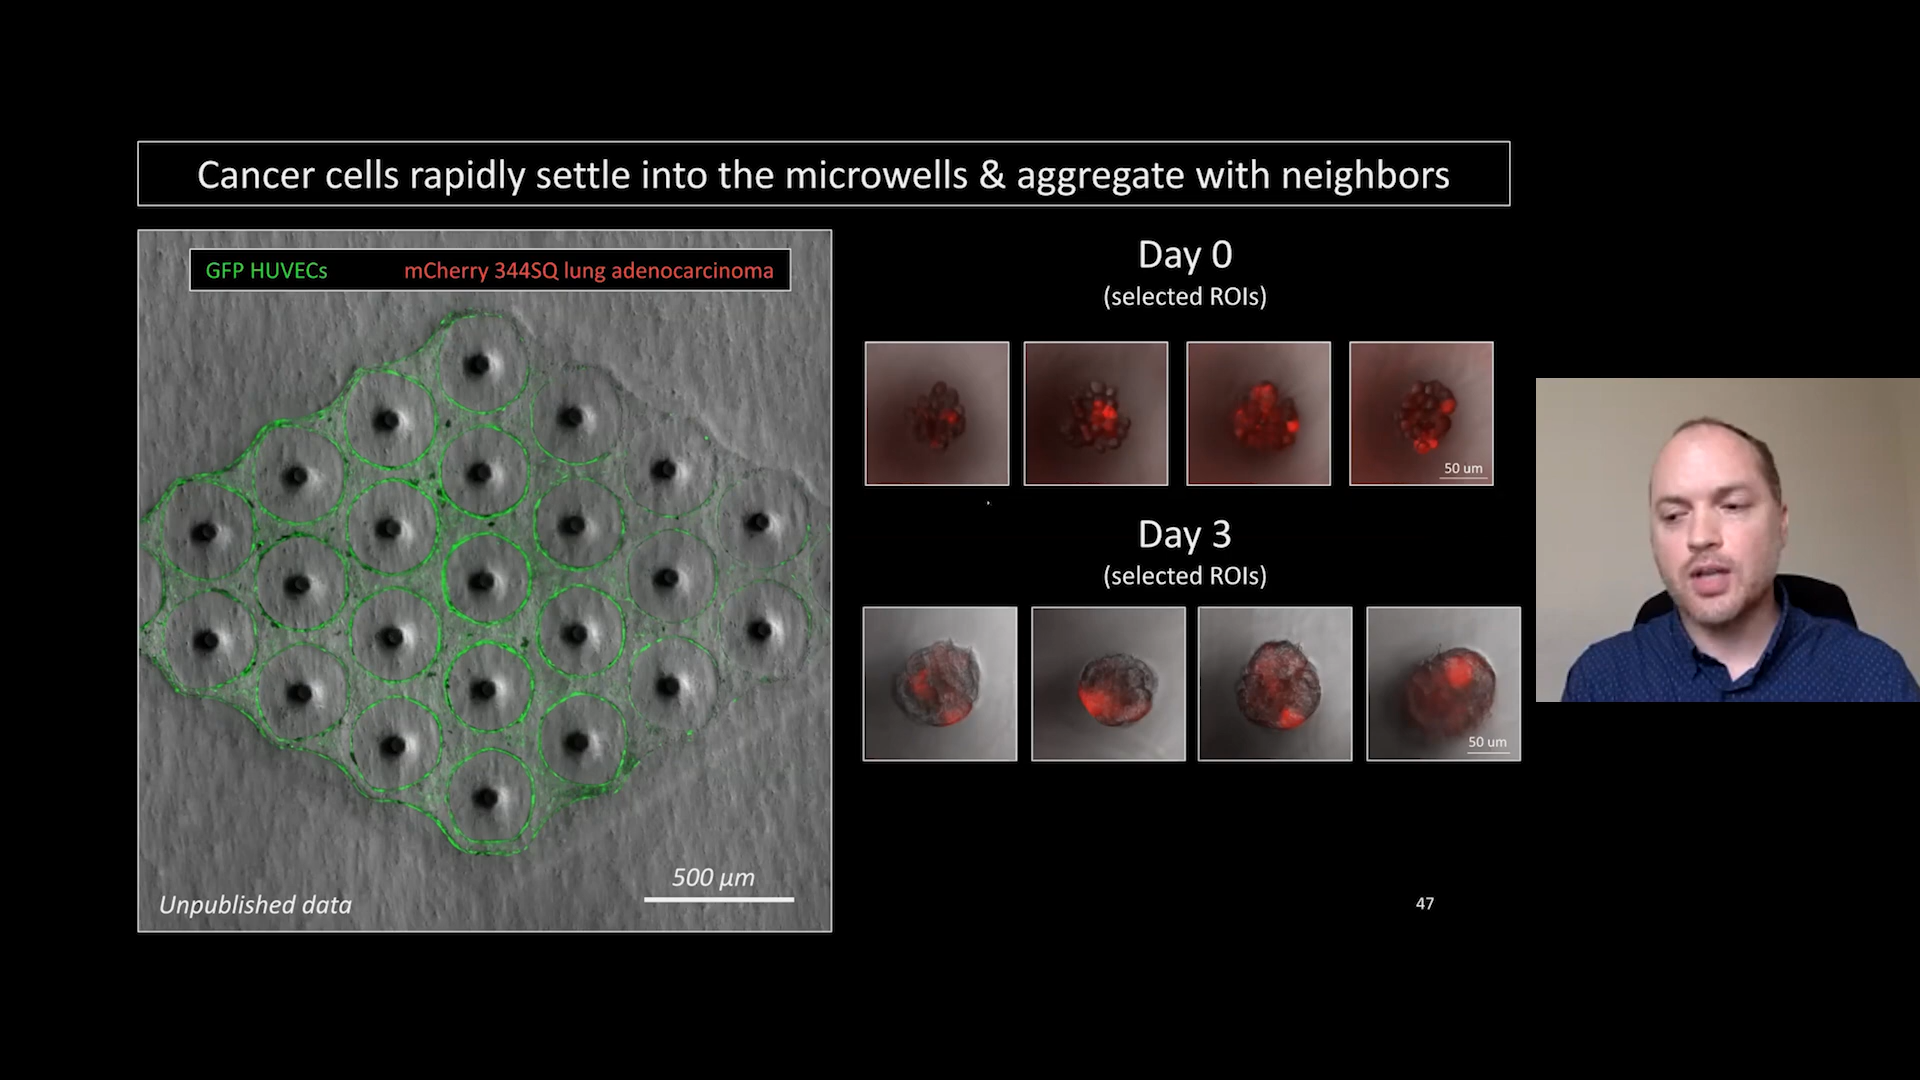 Cancer cells rapidly settle into the microwells & aggregate with neighbors
GFP HUVECs mCherry 344SQ lung adenocarcinoma
500 µm
Unpublished data
Day 0
(selected ROIs)
50 um
Day 3
(selected ROIs)
50 um
47